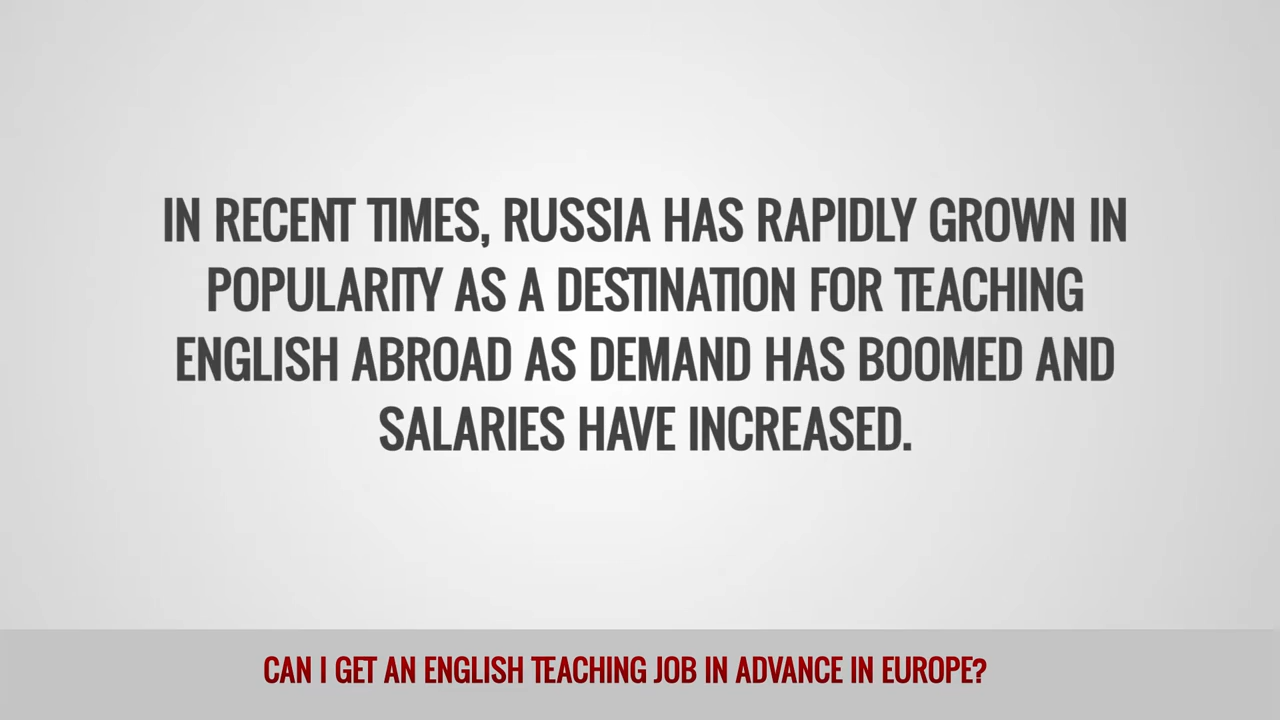 IN RECENT TIMES, RUSSIA HAS RAPIDLY GROWN IN
POPULARITY AS A DESTINATION FOR TEACHING
ENGLISH ABROAD AS DEMAND HAS BOOMED AND
SALARIES HAVE INCREASED.
CAN I GET AN ENGLISH TEACHING JOB IN ADVANCE IN EUROPE?